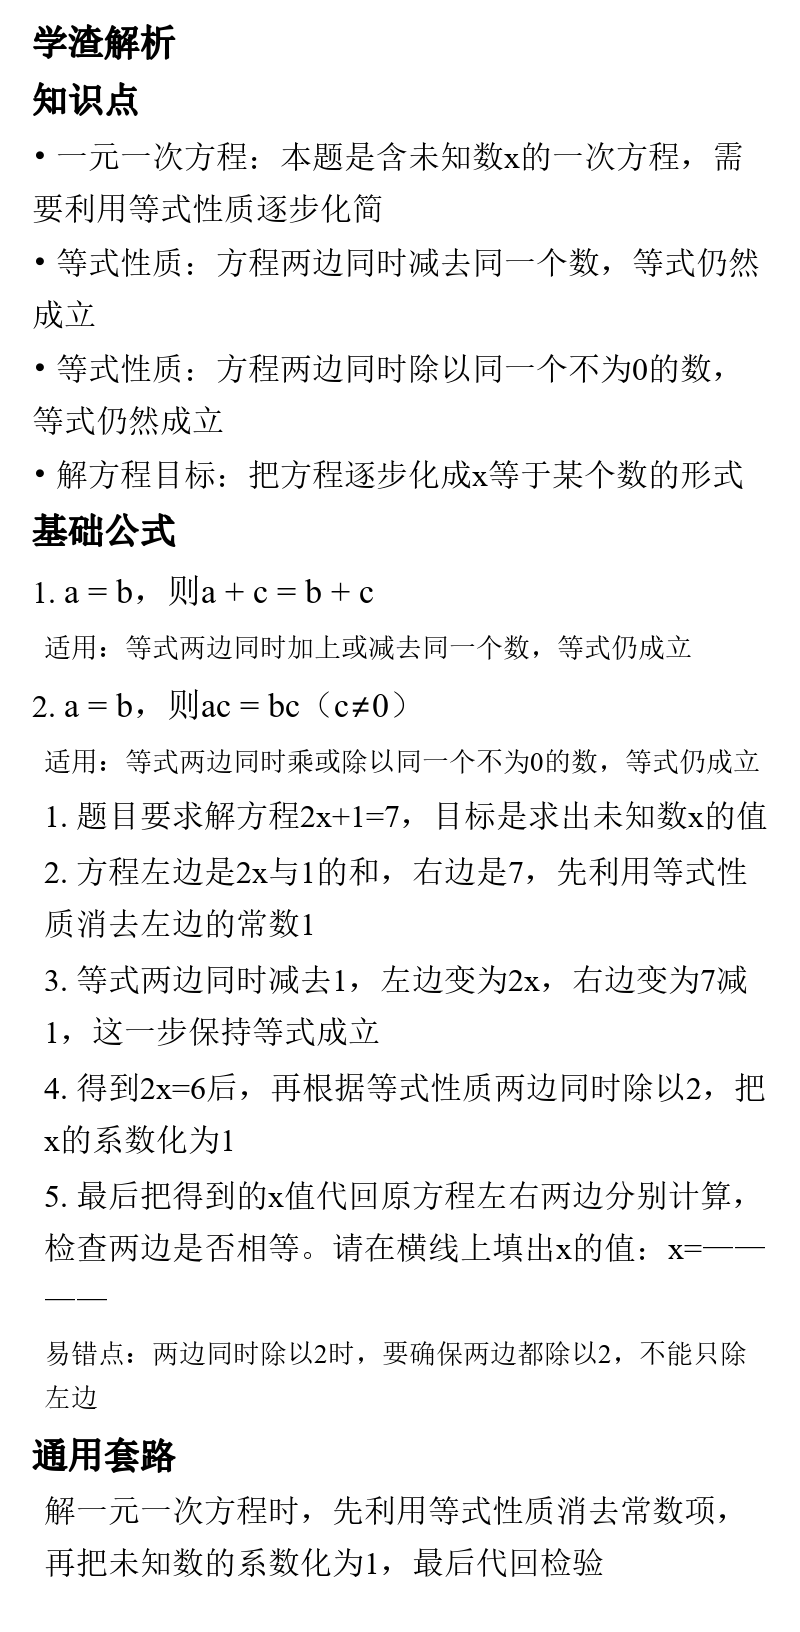 学渣解析
知识点
• 一元一次方程：本题是含未知数x的一次方程，需
要利用等式性质逐步化简
• 等式性质：方程两边同时减去同一个数，等式仍然
成立
• 等式性质：方程两边同时除以同一个不为0的数，
等式仍然成立
• 解方程目标：把方程逐步化成x等于某个数的形式
基础公式
1. a = b，则a + c = b + c
适用：等式两边同时加上或减去同一个数，等式仍成立
2. a = b，则ac = bc（c≠0）
适用：等式两边同时乘或除以同一个不为0的数，等式仍成立
1. 题目要求解方程2x+1=7，目标是求出未知数x的值
2. 方程左边是2x与1的和，右边是7，先利用等式性
质消去左边的常数1
3. 等式两边同时减去1，左边变为2x，右边变为7减
1，这一步保持等式成立
4. 得到2x=6后，再根据等式性质两边同时除以2，把
x的系数化为1
5. 最后把得到的x值代回原方程左右两边分别计算，
检查两边是否相等。请在横线上填出x的值：x=——
——
易错点：两边同时除以2时，要确保两边都除以2，不能只除
左边
通用套路
解一元一次方程时，先利用等式性质消去常数项，
再把未知数的系数化为1，最后代回检验